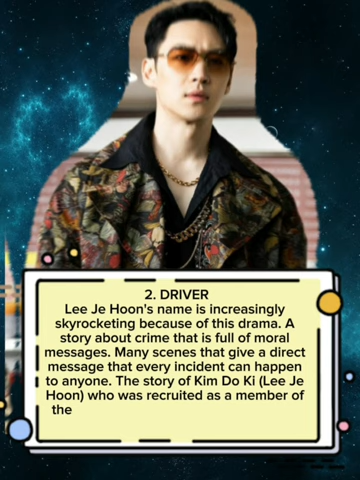 2. DRIVER
Lee Je Hoon's name is increasingly
skyrocketing because of this drama. A
story about crime that is full of moral
messages. Many scenes that give a direct
message that every incident can happen
to anyone. The story of Kim Do Ki (Lee Je
Hoon) who was recruited as a member of
the